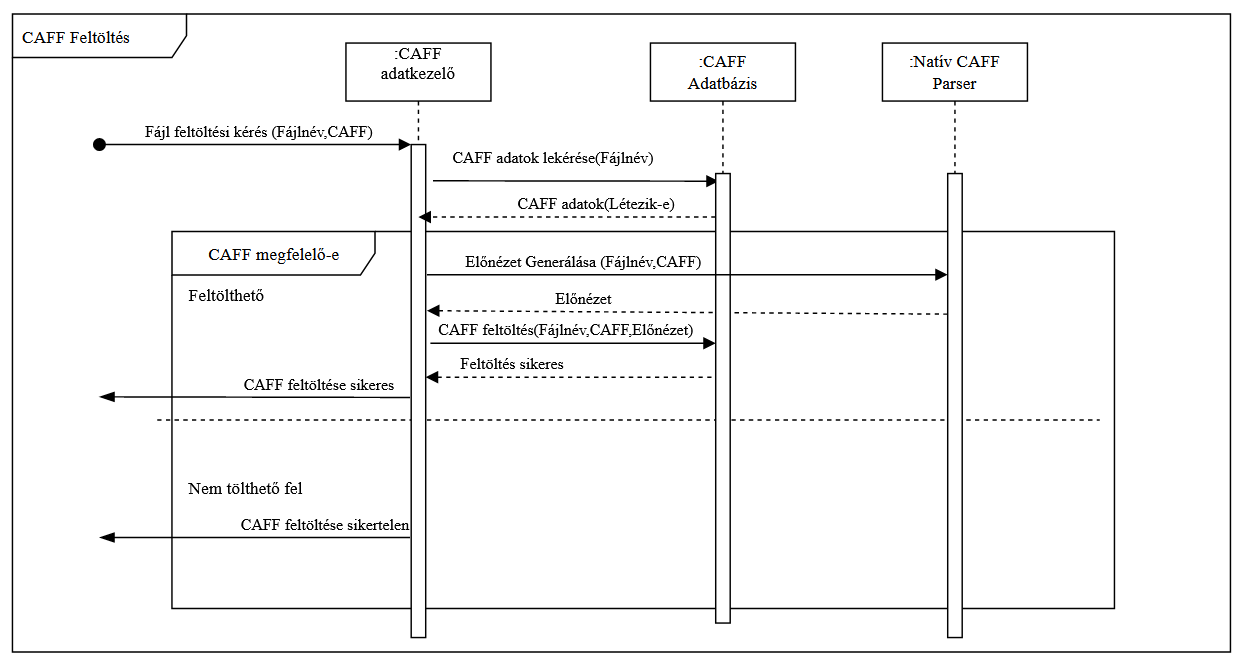 CAFF Feltöltés
:CAFF
adatkezelő
:CAFF
Adatbázis
:Natív CAFF
Parser
Fájl feltöltési kérés (Fájlnév,CAFF)
CAFF adatok lekérése(Fájlnév)
CAFF adatok(Létezik-e)
CAFF megfelelő-e
Előnézet Generálása (Fájlnév,CAFF)
Feltölthető
Előnézet
CAFF feltöltés(Fájlnév,CAFF,Előnézet)
Feltöltés sikeres
CAFF feltöltése sikeres
Nem tölthető fel
CAFF feltöltése sikertelen